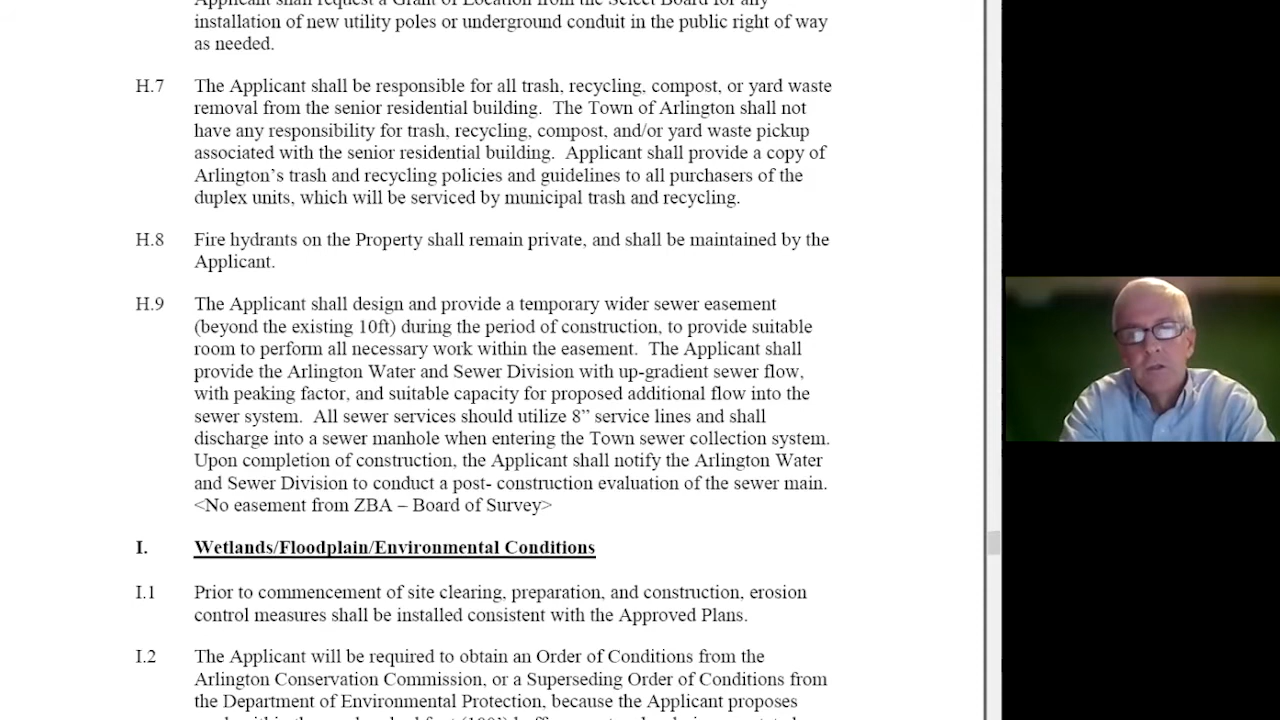 Applicant shall request a Grant of Location from the Select Board for any
installation of new utility poles or underground conduit in the public right of way
as needed.
H.7 The Applicant shall be responsible for all trash, recycling, compost, or yard waste
removal from the senior residential building. The Town of Arlington shall not
have any responsibility for trash, recycling, compost, and/or yard waste pickup
associated with the senior residential building. Applicant shall provide a copy of
Arlington's trash and recycling policies and guidelines to all purchasers of the
duplex units, which will be serviced by municipal trash and recycling.
H.8 Fire hydrants on the Property shall remain private, and shall be maintained by the
Applicant.
H.9 The Applicant shall design and provide a temporary wider sewer easement
(beyond the existing 10ft) during the period of construction, to provide suitable
room to perform all necessary work within the easement. The Applicant shall
provide the Arlington Water and Sewer Division with up-gradient sewer flow,
with peaking factor, and suitable capacity for proposed additional flow into the
sewer system. All sewer services should utilize 8” service lines and shall
discharge into a sewer manhole when entering the Town sewer collection system.
Upon completion of construction, the Applicant shall notify the Arlington Water
and Sewer Division to conduct a post- construction evaluation of the sewer main.
<No easement from ZBA – Board of Survey>
I. Wetlands/Floodplain/Environmental Conditions
I.1 Prior to commencement of site clearing, preparation, and construction, erosion
control measures shall be installed consistent with the Approved Plans.
I.2 The Applicant will be required to obtain an Order of Conditions from the
Arlington Conservation Commission, or a Superseding Order of Conditions from
the Department of Environmental Protection, because the Applicant proposes